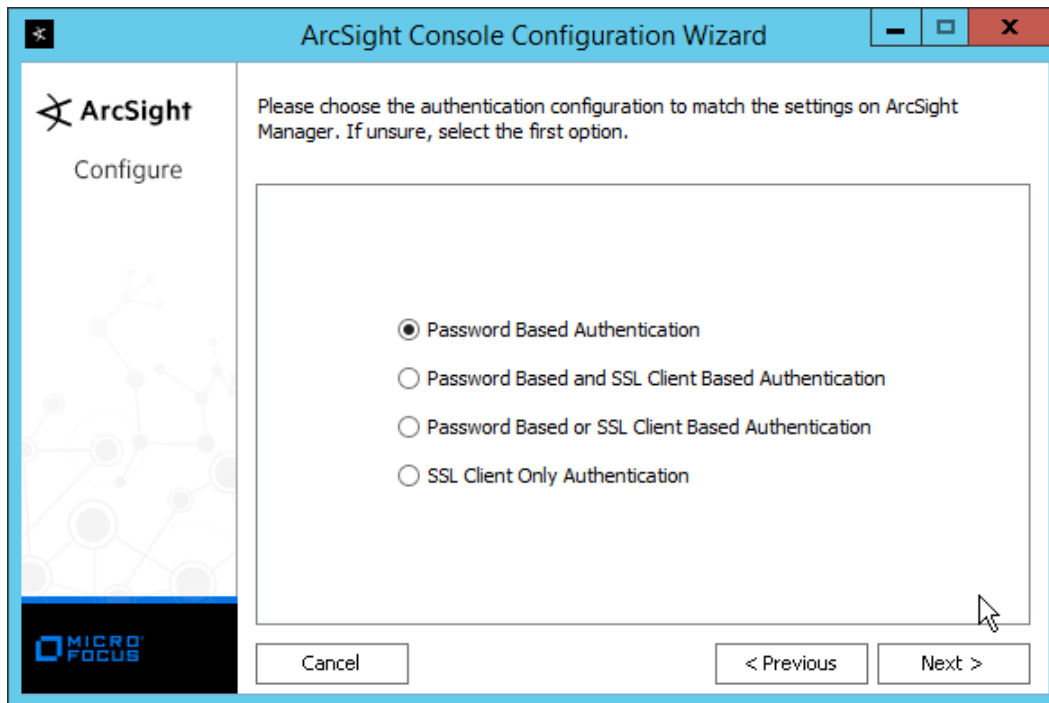 ArcSight Console Configuration Wizard
ArcSight
Configure
Please choose the authentication configuration to match the settings on ArcSight
Manager. If unsure, select the first option.
Password Based Authentication
Password Based and SSL Client Based Authentication
Password Based or SSL Client Based Authentication
SSL Client Only Authentication
MICRO
FOCUS
Cancel
< Previous
Next >